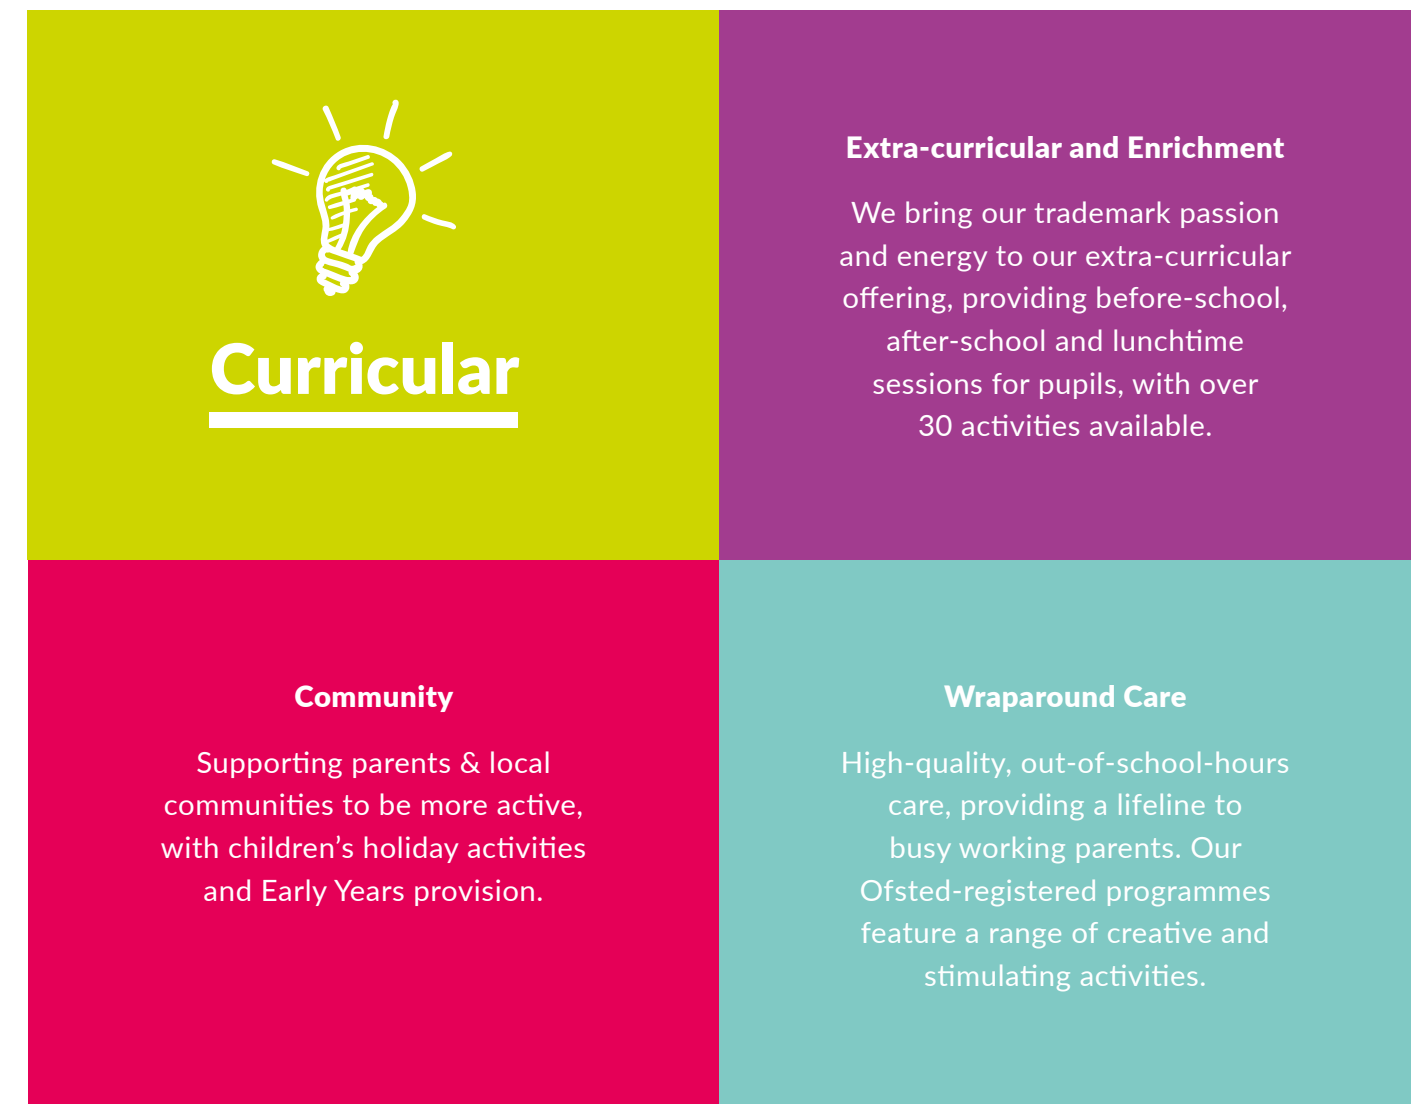 Curricular
Extra-curricular and Enrichment
We bring our trademark passion
and energy to our extra-curricular
offering, providing before-school,
after-school and lunchtime
sessions for pupils, with over
30 activities available.
Community
Supporting parents & local
communities to be more active,
with children’s holiday activities
and Early Years provision.
Wraparound Care
High-quality, out-of-school-hours
care, providing a lifeline to
busy working parents. Our
Ofsted-registered programmes
feature a range of creative and
stimulating activities.